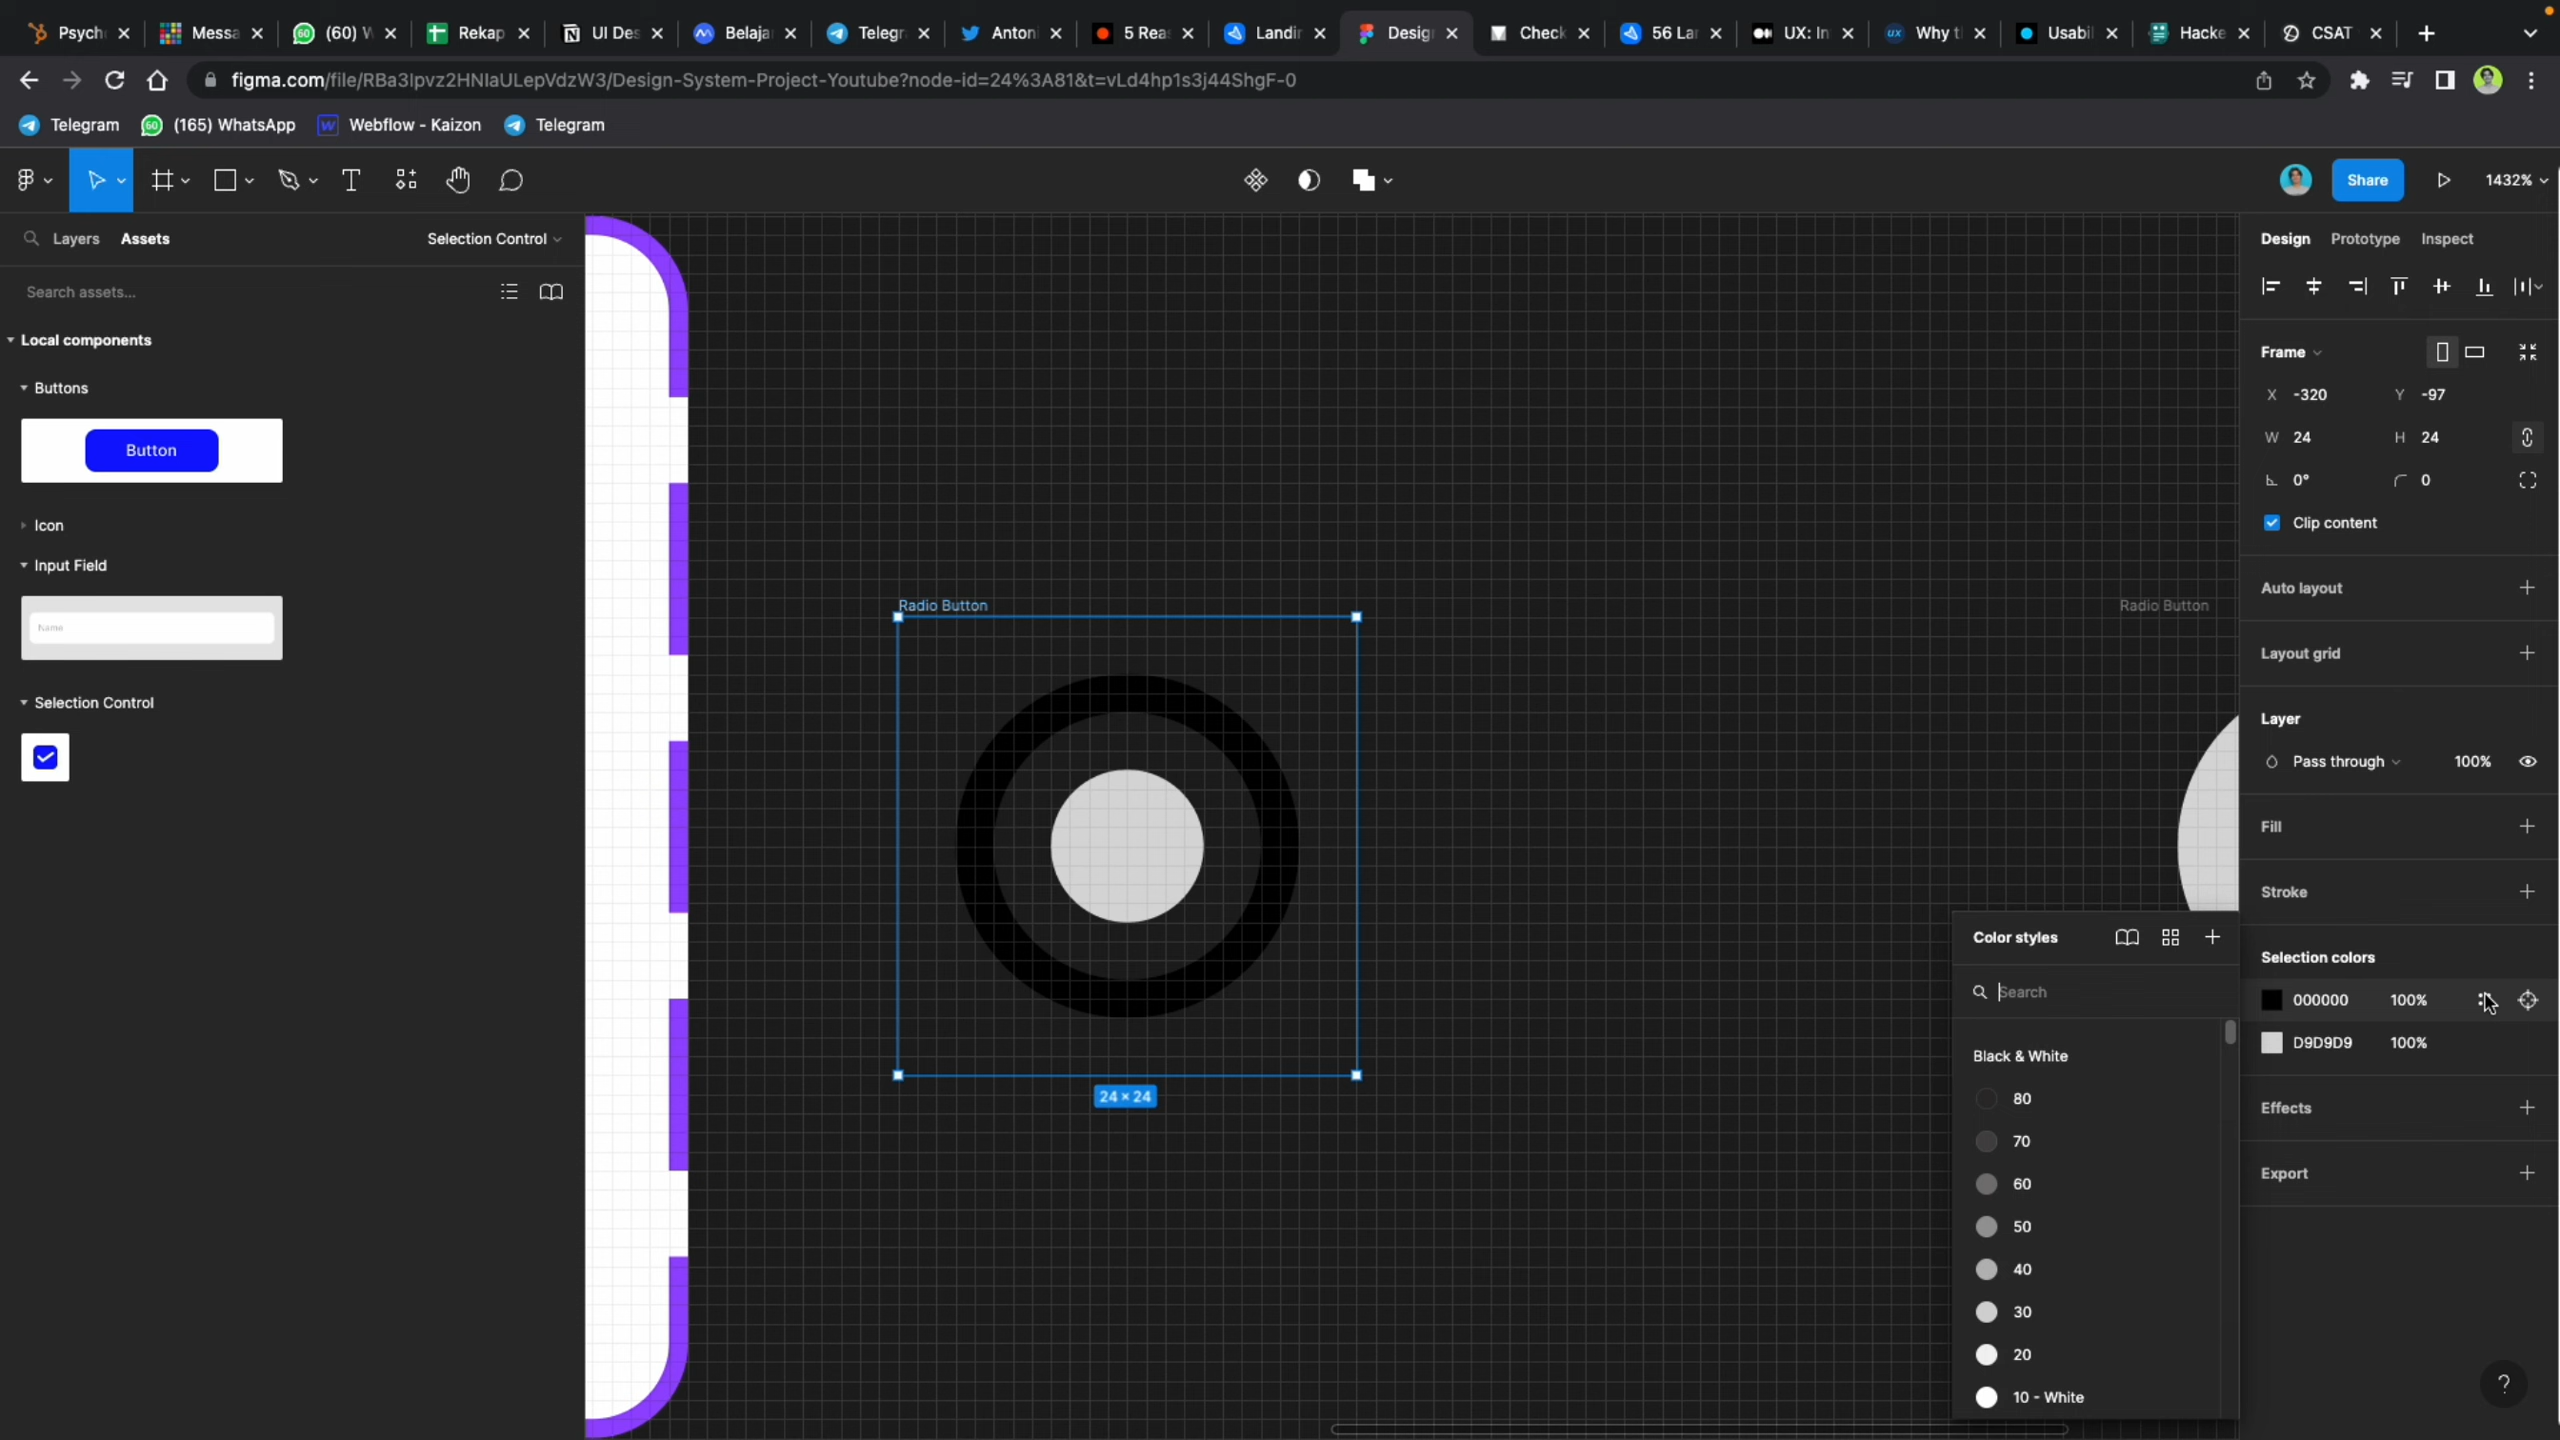 Psych
Messa
(60) W
Rekap
UI Des
Belaja
Telegr
Antoni
5 Rea
Landin
Design
Check
56 Lar
UX: In
Why t
Usabil
Hacke
CSAT
figma.com/file/RBa3lpvz2HNlaULepVdzW3/Design-System-Project-Youtube?node-id=24%3A81&t=vLd4hp1s3j44ShgF-0
Telegram
(165) WhatsApp
Webflow - Kaizon
Telegram
Share
1432%
Layers
Assets
Selection Control
Search assets...
Local components
Buttons
Button
Icon
Input Field
Name
Selection Control
Radio Button
24 × 24
Radio Button
Design
Prototype
Inspect
Frame
X -320
Y -97
W 24
H 24
0°
0
Clip content
Auto layout
Layout grid
Layer
Pass through
100%
Fill
Stroke
Selection colors
000000 100%
D9D9D9 100%
Effects
Export
Color styles
Search
Black & White
80
70
60
50
40
30
20
10 - White
?